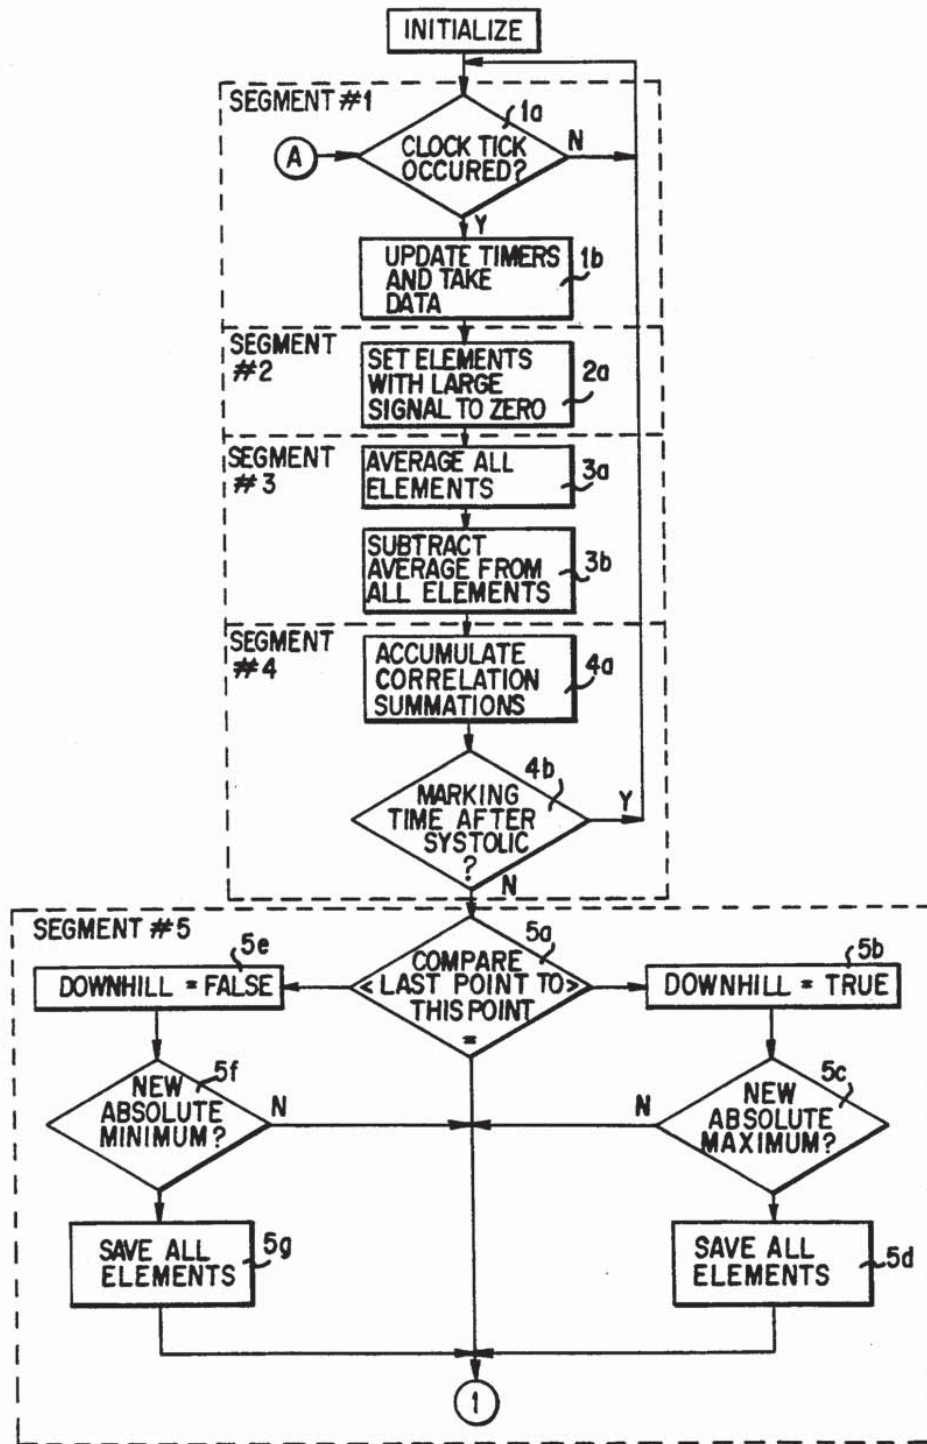 INITIALIZE
SEGMENT #1
1a
CLOCK TICK
OCCURED?
N
A
Y
UPDATE TIMERS
AND TAKE
DATA
1b
SEGMENT
#2
SET ELEMENTS
WITH LARGE
SIGNAL TO ZERO
2a
SEGMENT
#3
AVERAGE ALL
ELEMENTS
3a
SUBTRACT
AVERAGE FROM
ALL ELEMENTS
3b
SEGMENT
#4
ACCUMULATE
CORRELATION
SUMMATIONS
4a
4b
MARKING
TIME AFTER
SYSTOLIC
?
Y
N
SEGMENT #5
5a
COMPARE
< LAST POINT TO >
THIS POINT
=
5e
DOWNHILL = FALSE
5b
DOWNHILL = TRUE
5f
NEW
ABSOLUTE
MINIMUM?
N
5c
NEW
ABSOLUTE
MAXIMUM?
N
SAVE ALL
ELEMENTS
5g
SAVE ALL
ELEMENTS
5d
1